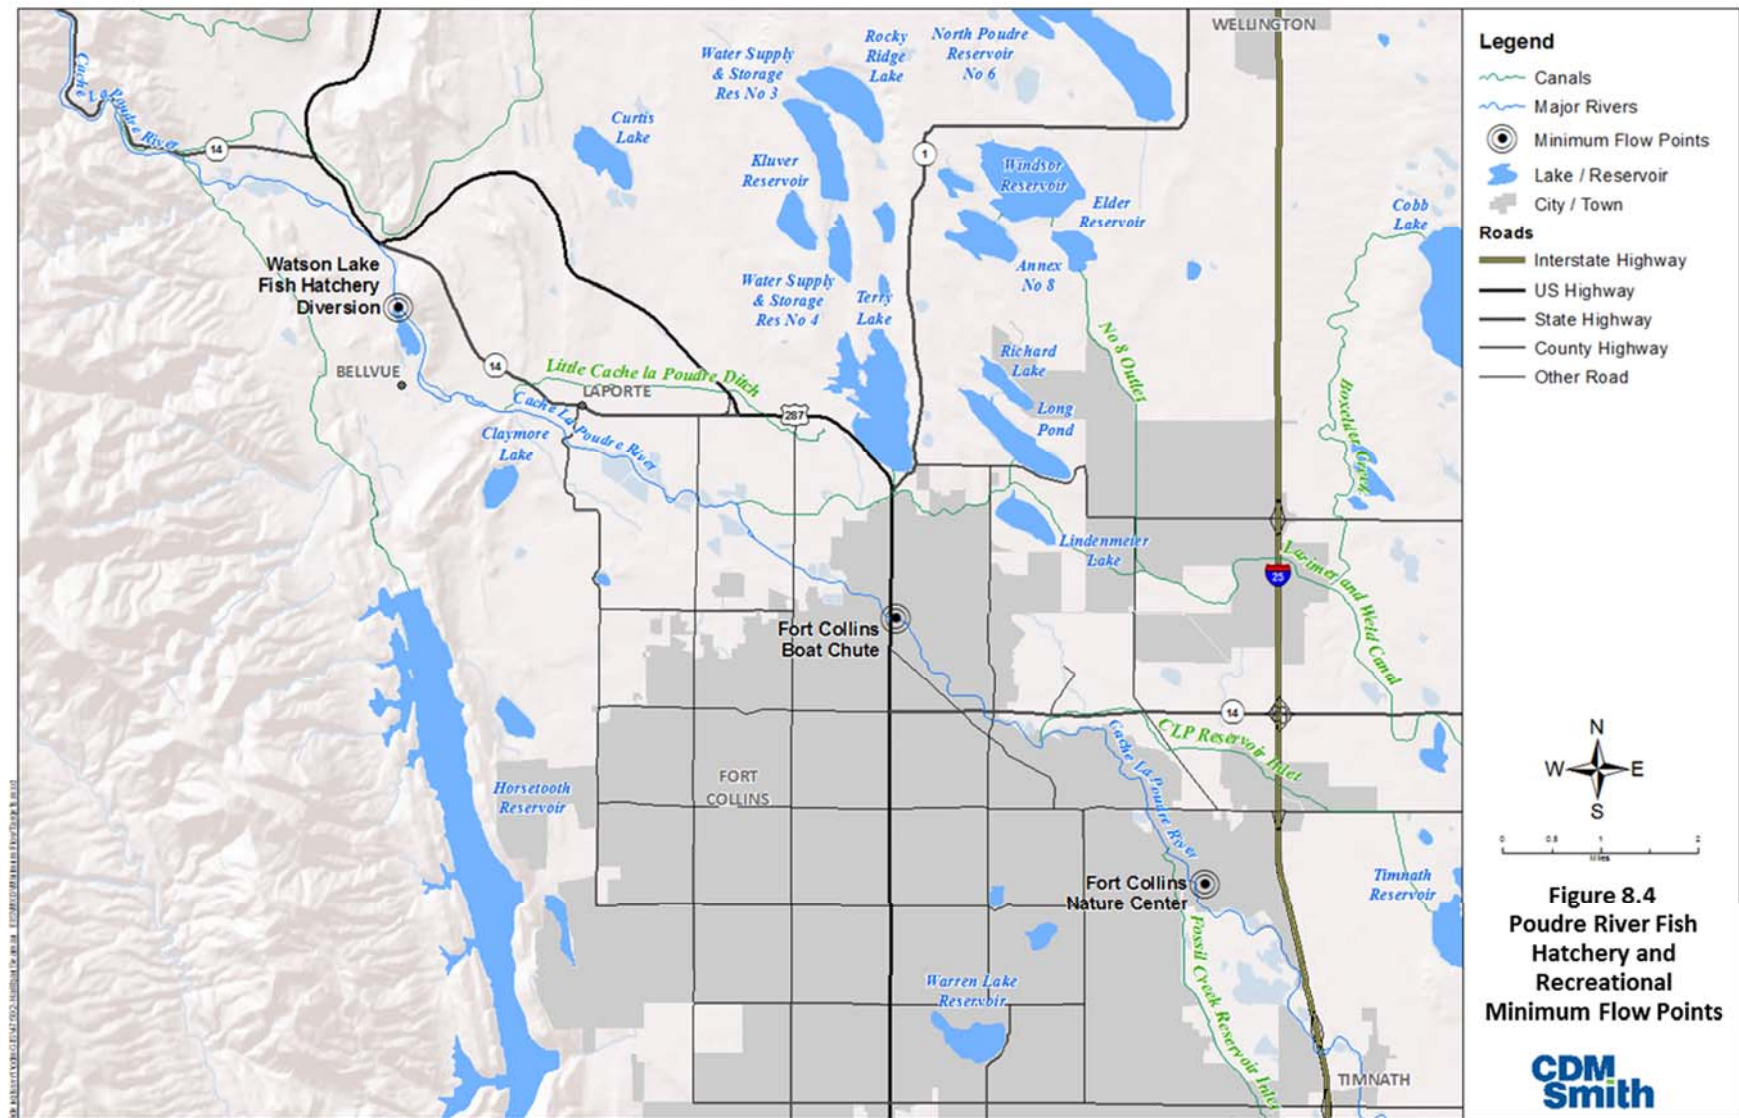 WELLINGTON
Rocky
Ridge
Lake
North Poudre
Reservoir
No 6
Water Supply
& Storage
Res No 3
Cache La Poudre River
14
Curtis
Lake
1
Kluver
Reservoir
Windsor
Reservoir
Elder
Reservoir
Cobb
Lake
Watson Lake
Fish Hatchery
Diversion
Water Supply
& Storage
Res No 4
Terry
Lake
Annex
No 8
No 8 Outlet
Richard
Lake
Boxelder Creek
BELLVUE
14
Little Cache la Poudre Ditch
LAPORTE
287
Cache La Poudre River
Long
Pond
Claymore
Lake
Lindenmeier
Lake
Larimer and Weld Canal
25
Fort Collins
Boat Chute
14
CLP Reservoir Inlet
Cache La Poudre River
FORT
COLLINS
Horsetooth
Reservoir
Fort Collins
Nature Center
Timnath
Reservoir
Fossil Creek Reservoir Inlet
Warren Lake
Reservoir
TIMNATH
Legend
Canals
Major Rivers
Minimum Flow Points
Lake / Reservoir
City / Town
Roads
Interstate Highway
US Highway
State Highway
County Highway
Other Road
N
W E
S
0 0.5 1 2
Miles
Figure 8.4
Poudre River Fish
Hatchery and
Recreational
Minimum Flow Points
CDM
Smith